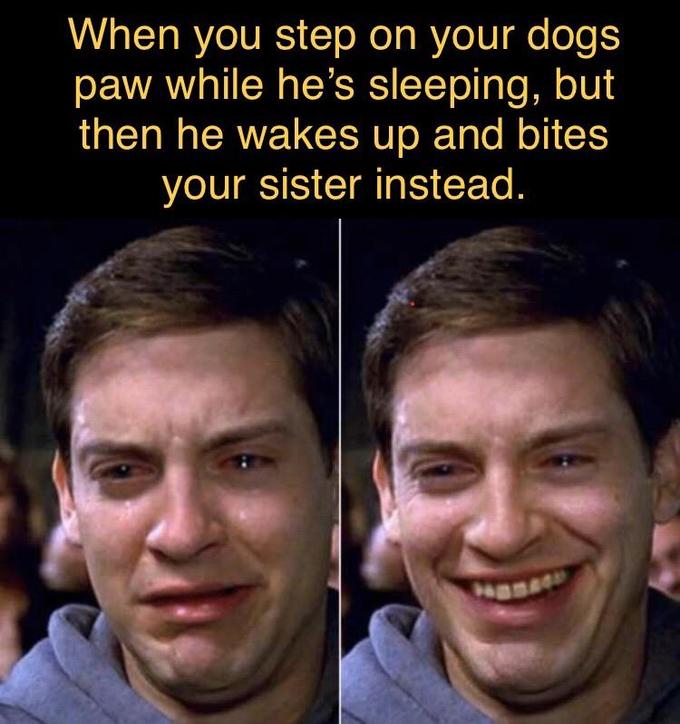 When you step on your dogs
paw while he’s sleeping, but
then he wakes up and bites
your sister instead.